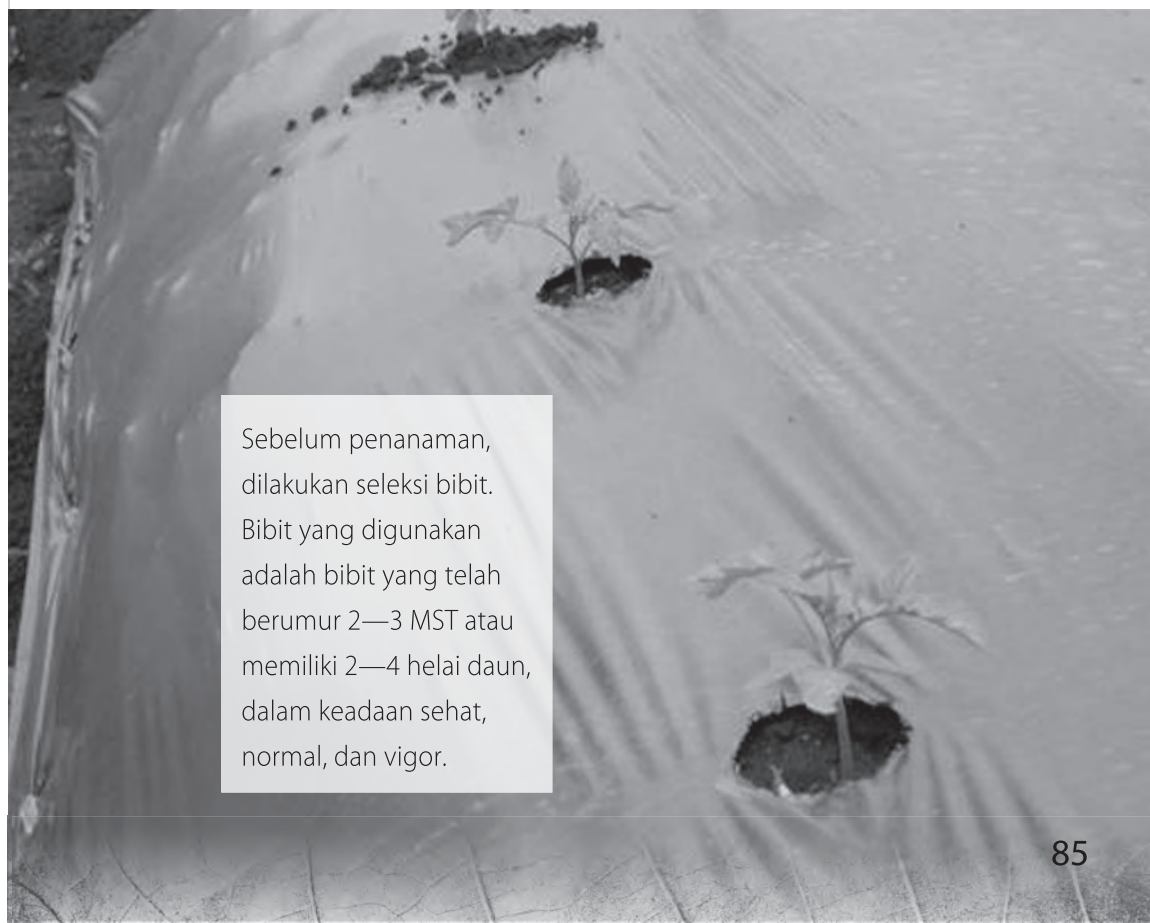 Sebelum penanaman,
dilakukan seleksi bibit.
Bibit yang digunakan
adalah bibit yang telah
berumur 2—3 MST atau
memiliki 2—4 helai daun,
dalam keadaan sehat,
normal, dan vigor.
85